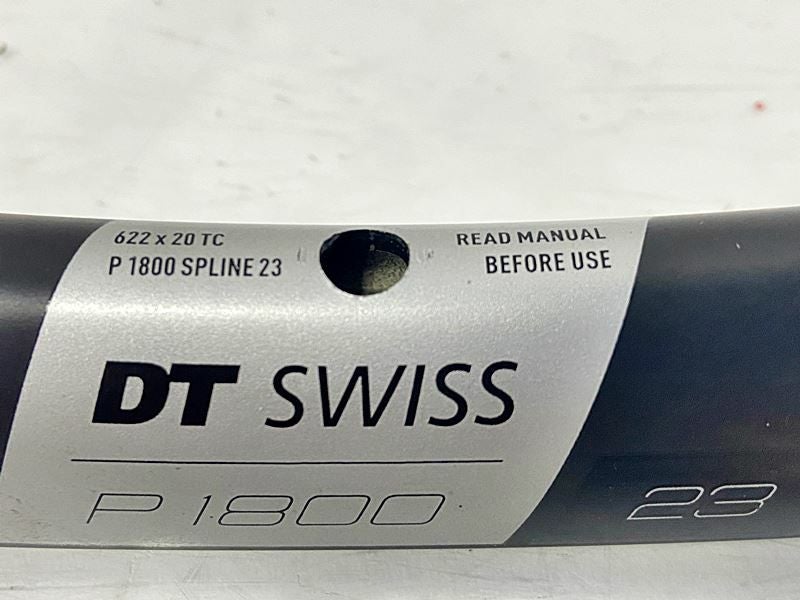 622 x 20 TC
P 1800 SPLINE 23
READ MANUAL
BEFORE USE
DT SWISS
P 1800
23